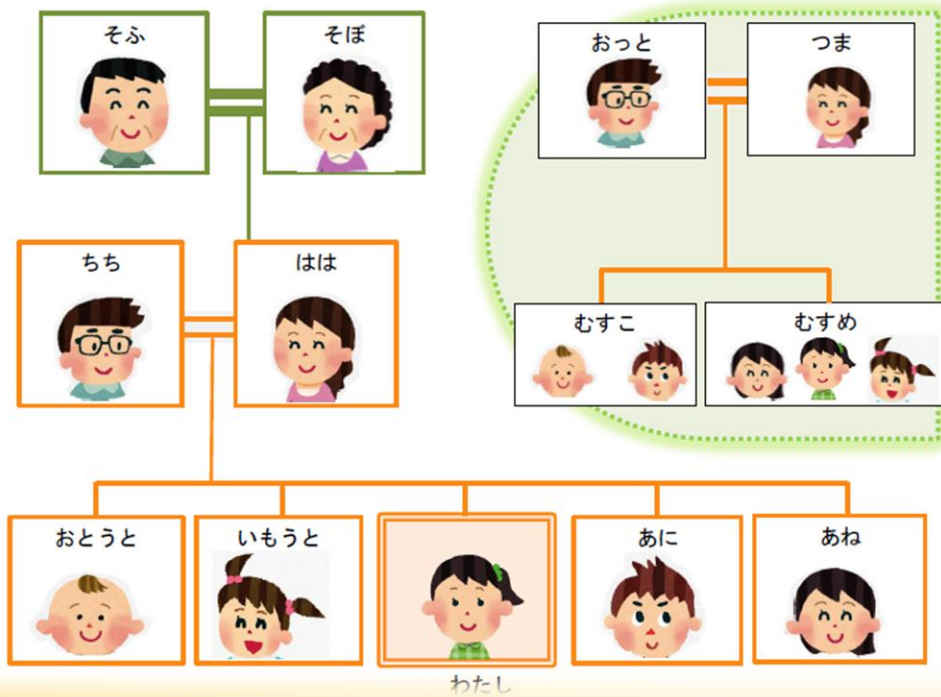 そふ
そぼ
おっと
つま
ちち
はは
むすこ
むすめ
おとうと
いもうと
わたし
あに
あね